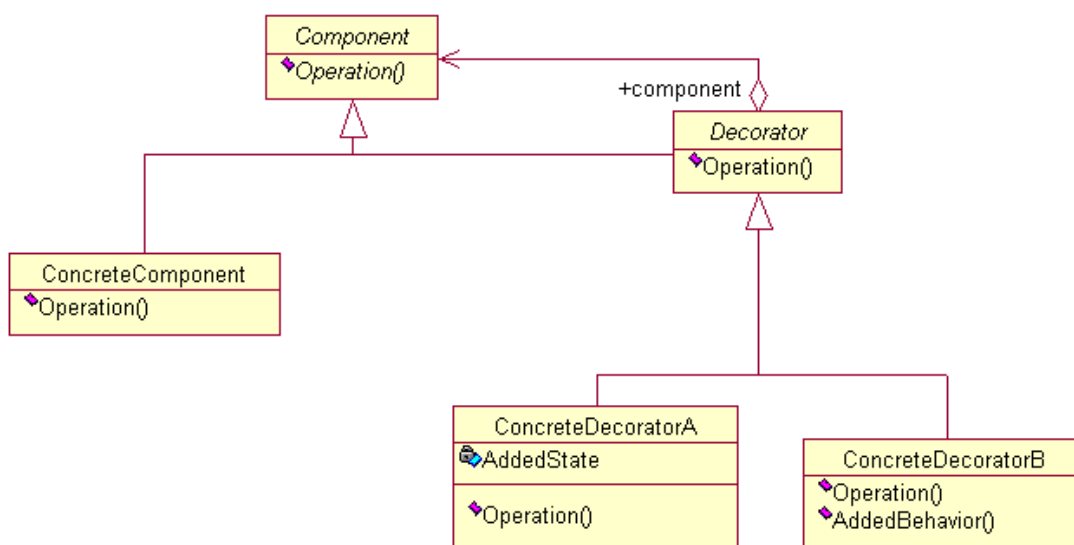 Component
Operation()
+component
Decorator
Operation()
ConcreteComponent
Operation()
ConcreteDecoratorA
AddedState
Operation()
ConcreteDecoratorB
Operation()
AddedBehavior()